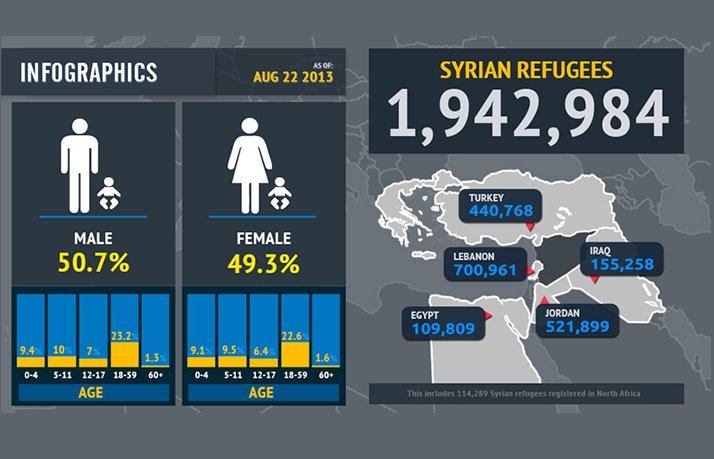 INFOGRAPHICS
AS OF:
AUG 22 2013
MALE
50.7%
FEMALE
49.3%
9.4% 10% 7% 23.2% 1.3%
0-4 5-11 12-17 18-59 60+
AGE
9.1% 9.5% 6.4% 22.6% 1.6%
0-4 5-11 12-17 18-59 60+
AGE
SYRIAN REFUGEES
1,942,984
TURKEY
440,768
LEBANON
700,961
IRAQ
155,258
EGYPT
109,809
JORDAN
521,899
This includes 114,289 Syrian refugees registered in North Africa